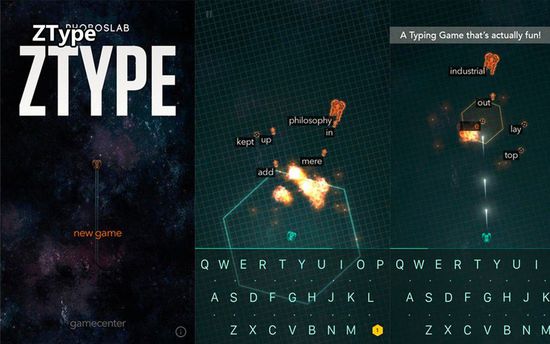 PHOBOSLAB
ZType
ZTYPE
new game
gamecenter
philosophy
in
kept
up
mere
add
Q W E R T Y U I O P
A S D F G H J K L
Z X C V B N M
A Typing Game that's actually fun!
industrial
out
lay
top
Q W E R T Y U I
A S D F G H J
Z X C V B N